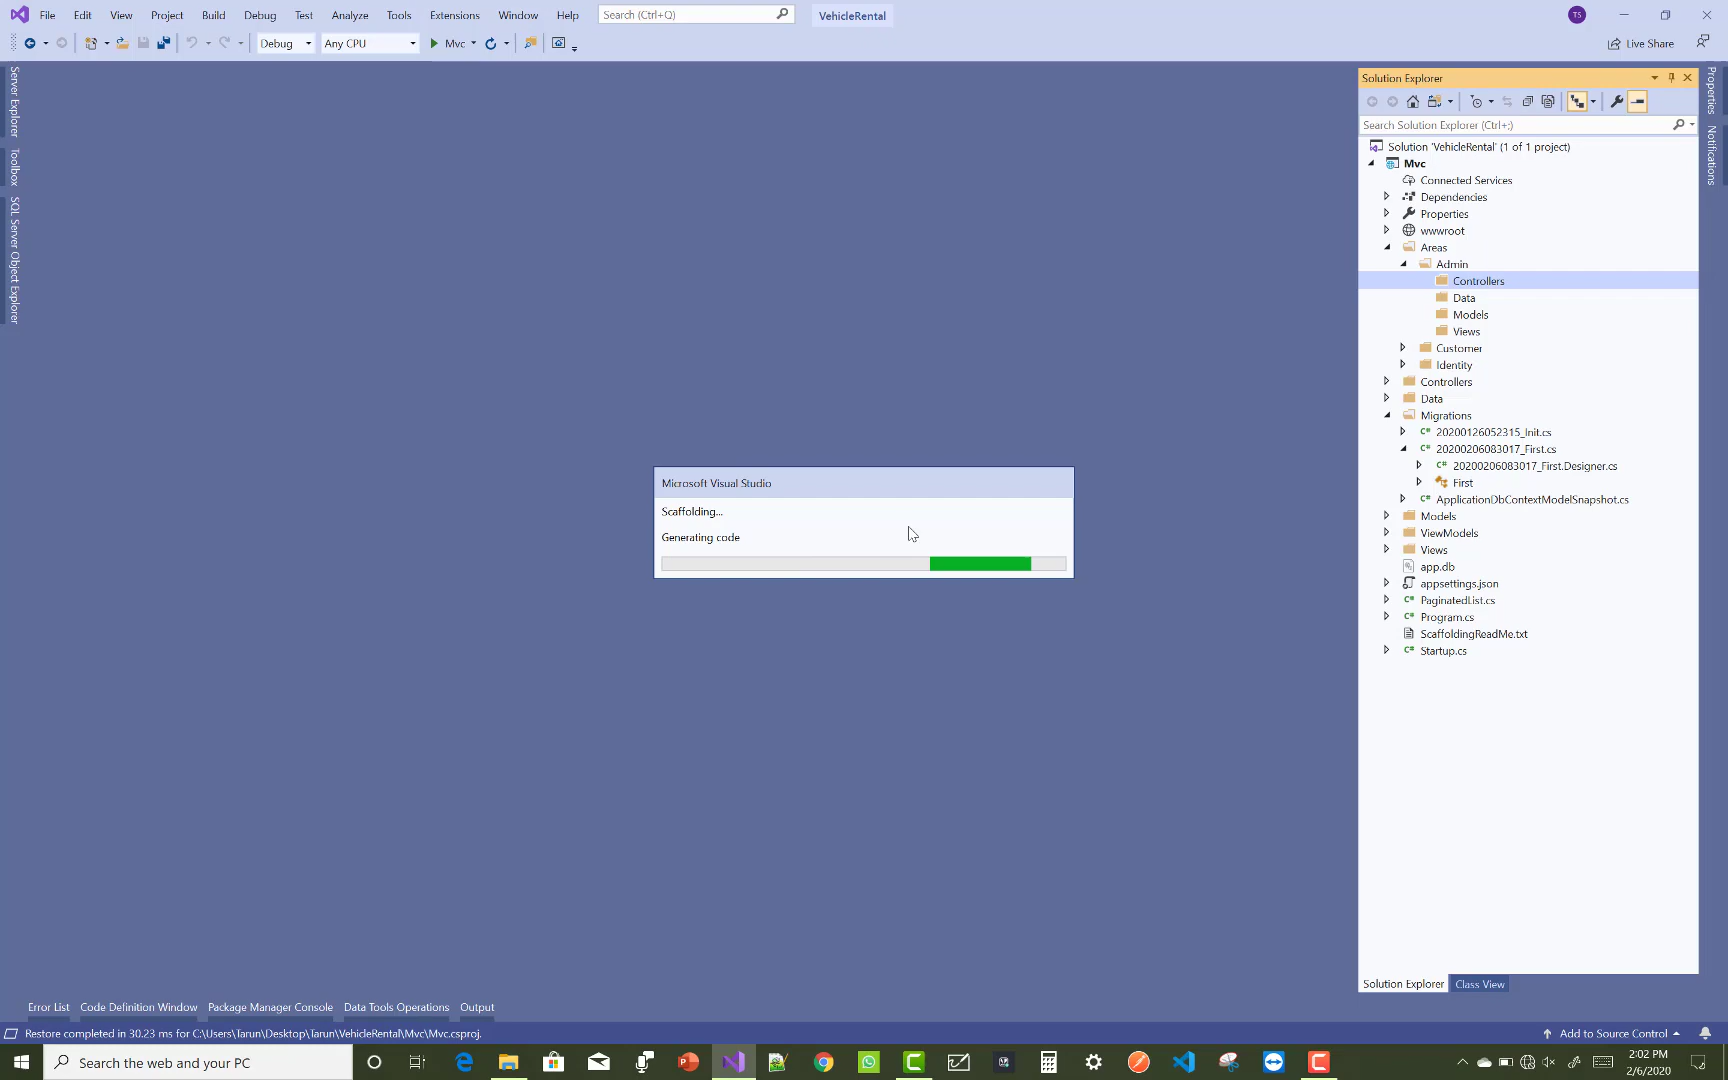 File Edit View Project Build Debug Test Analyze Tools Extensions Window Help Search (Ctrl+Q) VehicleRental TS
Debug Any CPU Mvc Live Share
Server Explorer
Toolbox
SQL Server Object Explorer
Solution Explorer
Search Solution Explorer (Ctrl+;)
Solution 'VehicleRental' (1 of 1 project)
Mvc
Connected Services
Dependencies
Properties
wwwroot
Areas
Admin
Controllers
Data
Models
Views
Customer
Identity
Controllers
Data
Migrations
20200126052315_Init.cs
20200206083017_First.cs
20200206083017_First.Designer.cs
First
ApplicationDbContextModelSnapshot.cs
Models
ViewModels
Views
app.db
appsettings.json
PaginatedList.cs
Program.cs
ScaffoldingReadMe.txt
Startup.cs
Properties
Notifications
Microsoft Visual Studio
Scaffolding...
Generating code
Solution Explorer Class View
Error List Code Definition Window Package Manager Console Data Tools Operations Output
Restore completed in 30.23 ms for C:\Users\Tarun\Desktop\Tarun\VehicleRental\Mvc\Mvc.csproj. Add to Source Control
Search the web and your PC
2:02 PM
2/6/2020